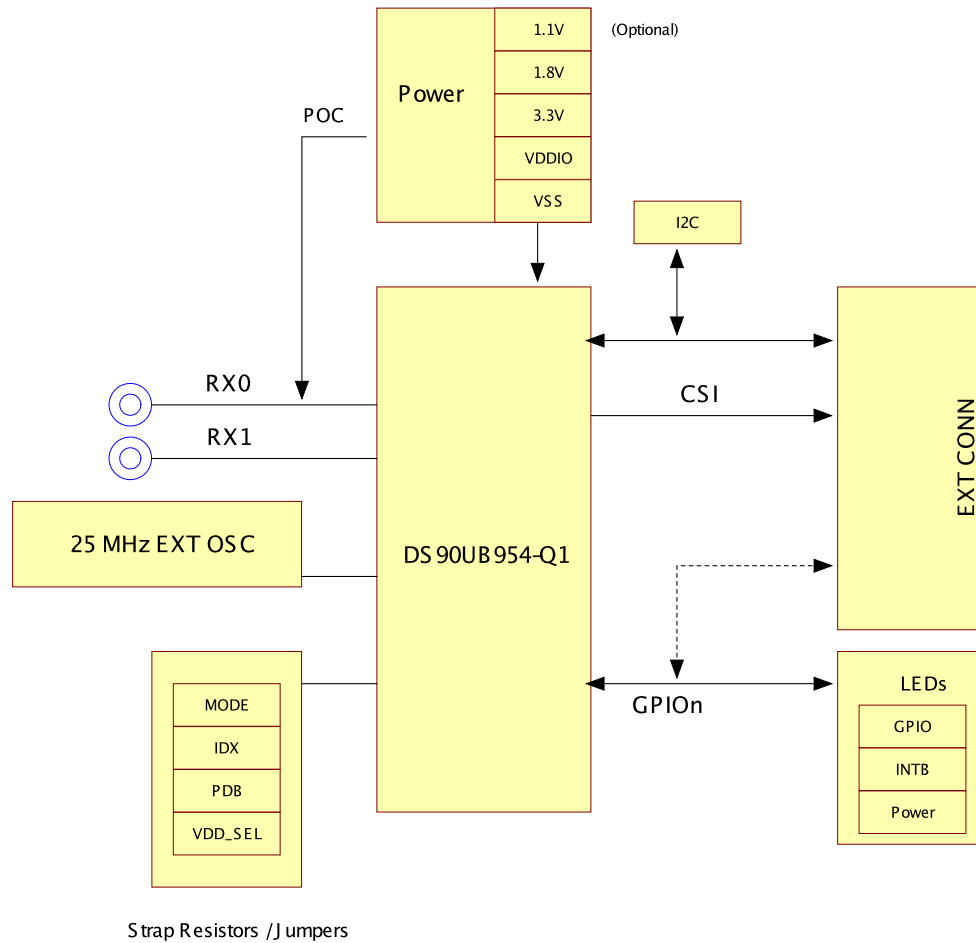 1.1V
(Optional)
1.8V
Power
3.3V
POC
VDDIO
VSS
I2C
RX0
CSI
RX1
EXT CONN
25 MHz EXT OSC
DS90UB954-Q1
LEDs
MODE
GPIOn
GPIO
IDX
INTB
PDB
Power
VDD_SEL
Strap Resistors /Jumpers